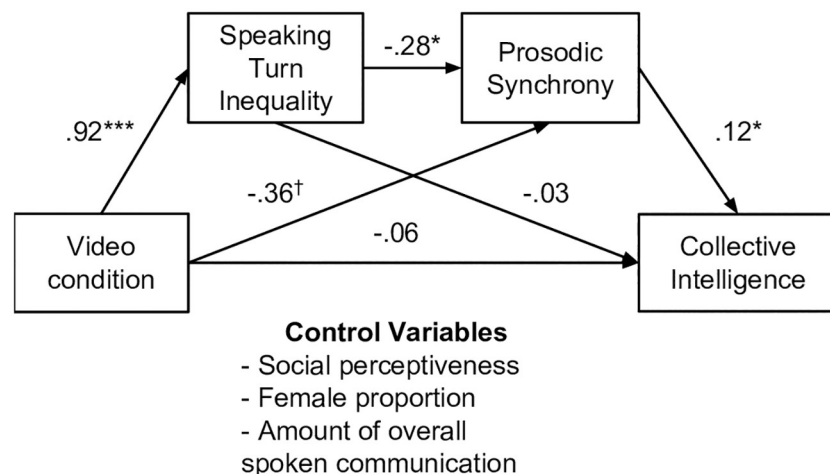 Speaking
Turn
Inequality
-.28*
Prosodic
Synchrony
.92***
.12*
-.36†
-.03
-.06
Video
condition
Collective
Intelligence
Control Variables
- Social perceptiveness
- Female proportion
- Amount of overall
spoken communication